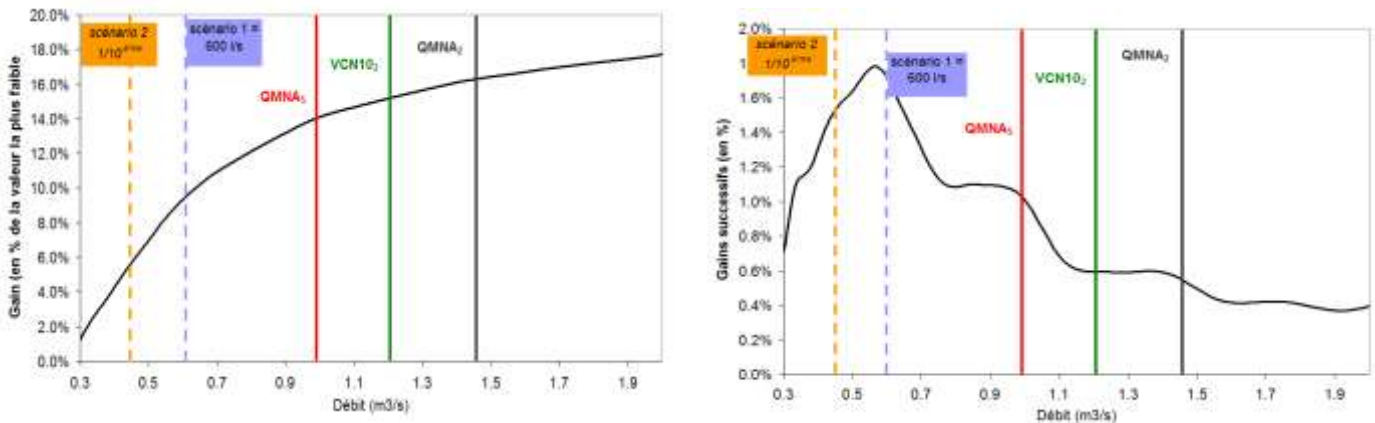 Gain (en % de la valeur la plus faible
20.0%
18.0%
16.0%
14.0%
12.0%
10.0%
8.0%
6.0%
4.0%
2.0%
0.0%
scénario 2
1/10ième
scénario 1 =
600 l/s
QMNA5
VCN102
QMNA2
0.3
0.5
0.7
0.9
1.1
1.3
1.5
1.7
1.9
Débit (m3/s)
Gains successifs (en %)
2.0%
1.6%
1.4%
1.2%
1.0%
0.8%
0.6%
0.4%
0.2%
0.0%
scénario 2
1/10ième
scénario 1 =
600 l/s
QMNA5
VCN102
QMNA2
0.3
0.5
0.7
0.9
1.1
1.3
1.5
1.7
1.9
Débit (m3/s)